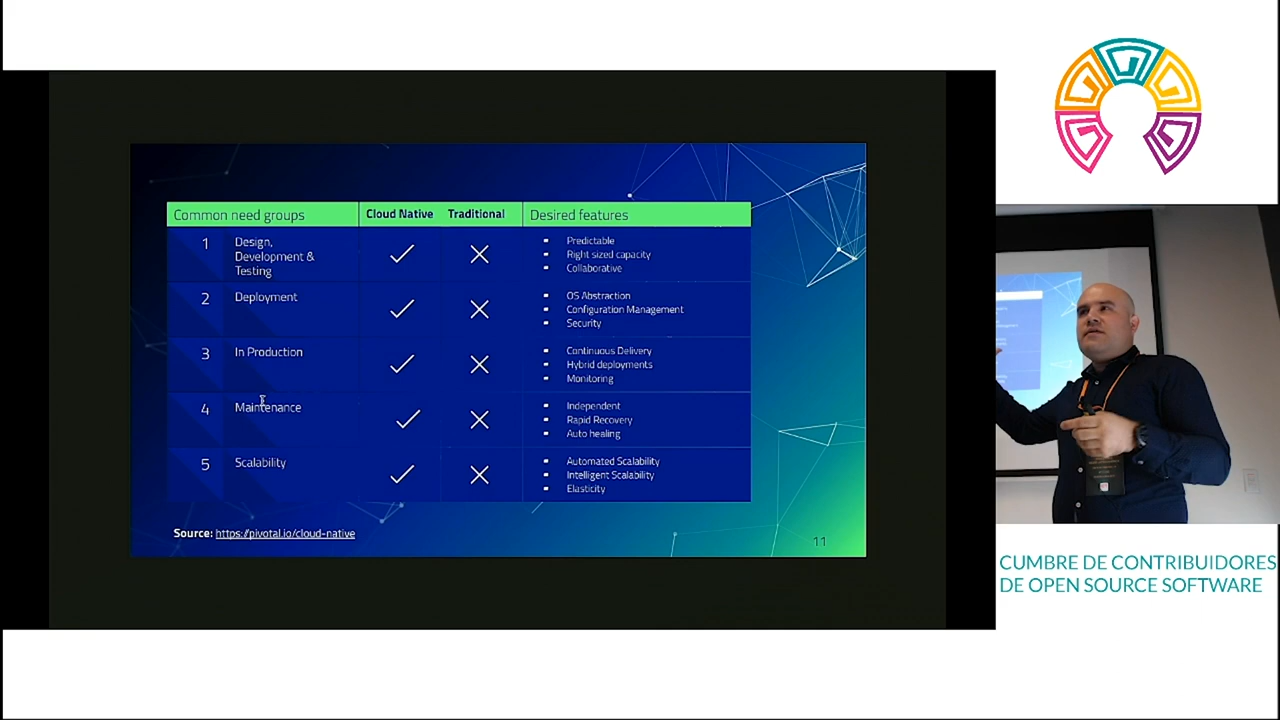 Common need groups
Cloud Native
Traditional
Desired features
1
Design,
Development &
Testing
Predictable
Right sized capacity
Collaborative
2
Deployment
OS Abstraction
Configuration Management
Security
3
In Production
Continuous Delivery
Hybrid deployments
Monitoring
4
Maintenance
Independent
Rapid Recovery
Auto healing
5
Scalability
Automated Scalability
Intelligent Scalability
Elasticity
Source: https://pivotal.io/cloud-native
11
CUMBRE DE CONTRIBUIDORES
DE OPEN SOURCE SOFTWARE